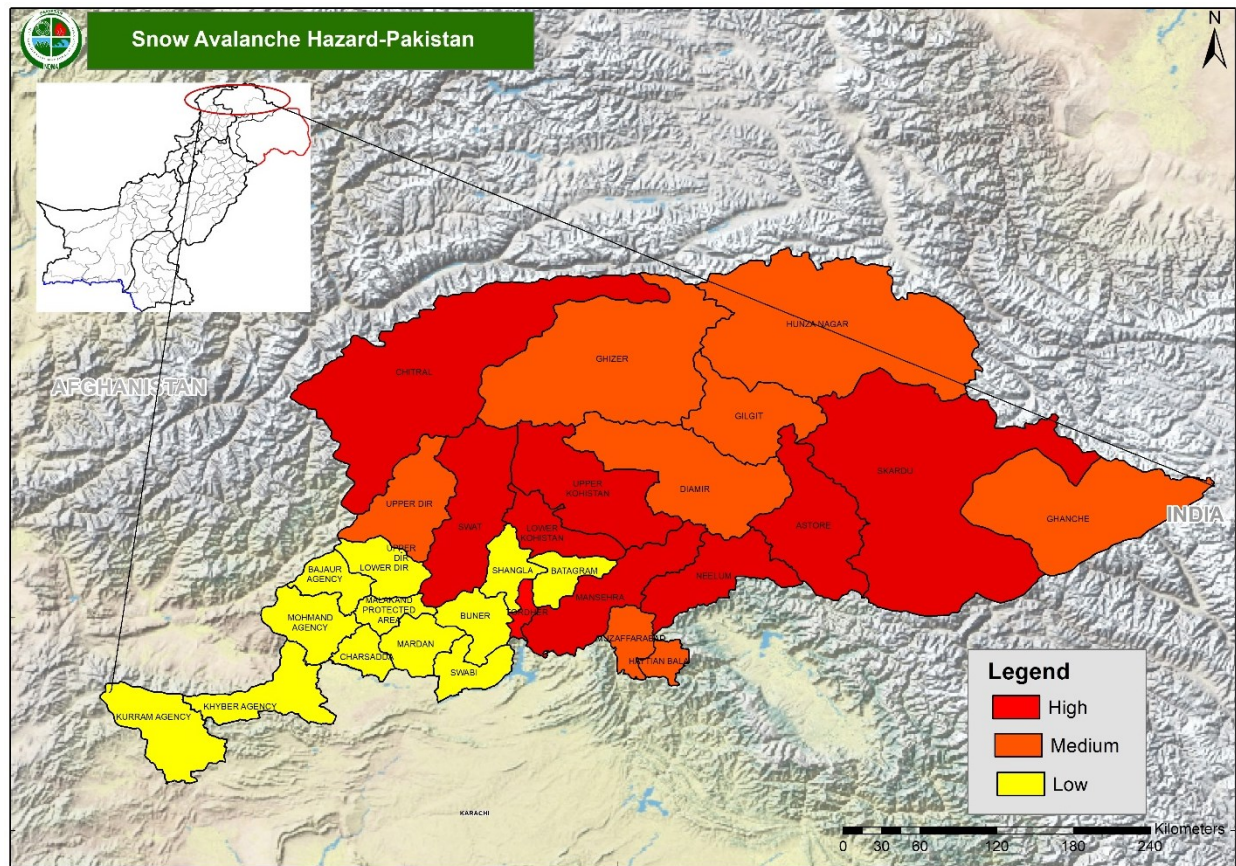 Snow Avalanche Hazard-Pakistan
NDMA
N
AFGHANISTAN
CHITRAL
GHIZER
HUNZA NAGAR
GILGIT
SKARDU
DIAMIR
UPPER
KOHISTAN
UPPER DIR
SWAT
ASTORE
GHANCHE
INDIA
LOWER
KOHISTAN
UPPER
DIR
LOWER DIR
BAJAUR
AGENCY
SHANGLA
BATAGRAM
NEELUM
MANSEHRA
MALAKAND
PROTECTED
AREA
MOHMAND
AGENCY
BUNER
MARDAN
CHARSADDA
SWABI
MUZAFFARABAD
HATTIAN BALA
KHYBER AGENCY
KURRAM AGENCY
KARACHI
Legend
High
Medium
Low
Kilometers
0 30 60 120 180 240